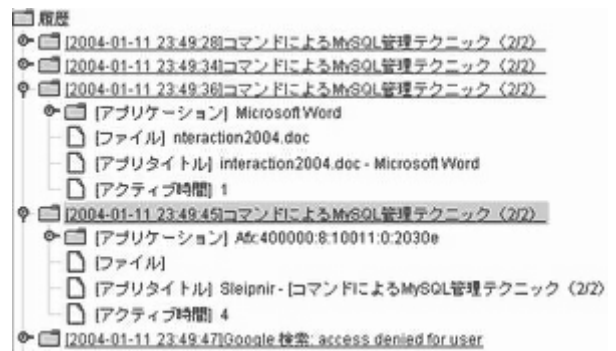 履歴
[2004-01-11 23:49:28]コマンドによるMySQL管理テクニック（2/2）
[2004-01-11 23:49:34]コマンドによるMySQL管理テクニック（2/2）
[2004-01-11 23:49:36]コマンドによるMySQL管理テクニック（2/2）
[アプリケーション] Microsoft Word
[ファイル] nteraction2004.doc
[アプリタイトル] interaction2004.doc - Microsoft Word
[アクティブ時間] 1
[2004-01-11 23:49:45]コマンドによるMySQL管理テクニック（2/2）
[アプリケーション] Afx:400000:8:10011:0:2030e
[ファイル]
[アプリタイトル] Sleipnir - [コマンドによるMySQL管理テクニック（2/2）
[アクティブ時間] 4
[2004-01-11 23:49:47]Google 検索: access denied for user